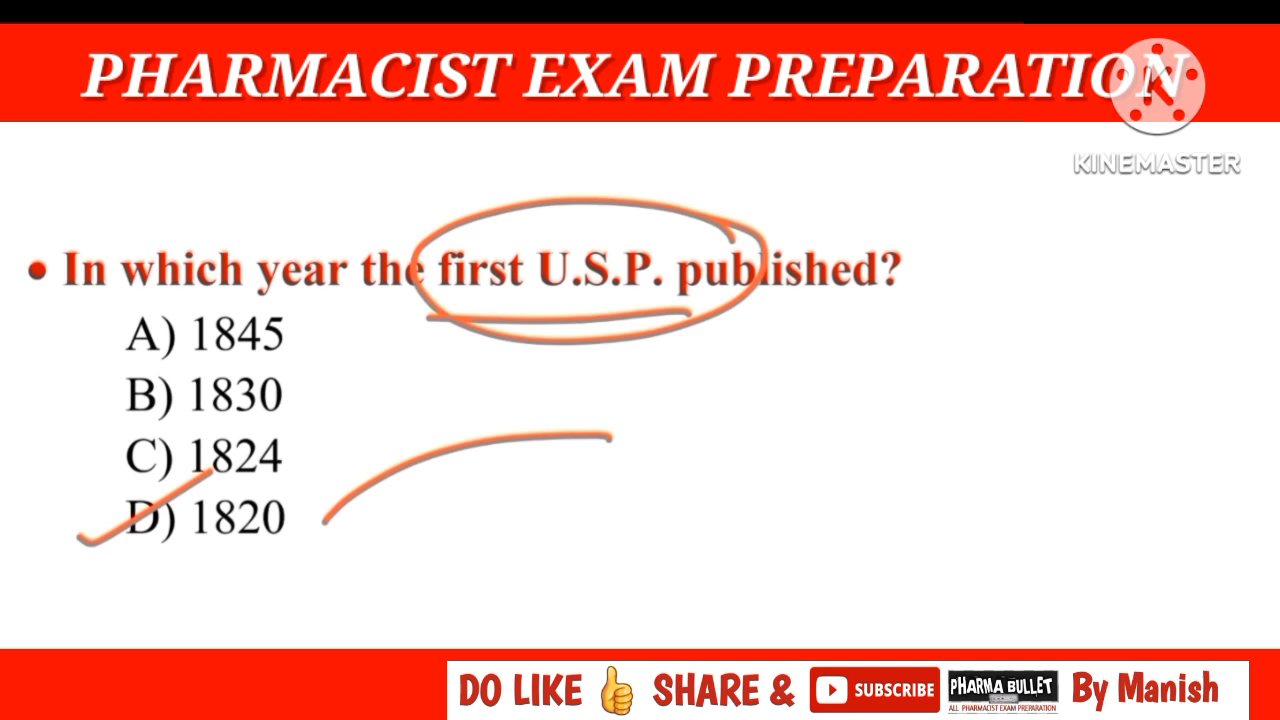 PHARMACIST EXAM PREPARATION
K
KINEMASTER
• In which year the first U.S.P. published?
A) 1845
B) 1830
C) 1824
D) 1820
DO LIKE 👍 SHARE & SUBSCRIBE PHARMA BULLET By Manish
ALL PHARMACIST EXAM PREPARATION